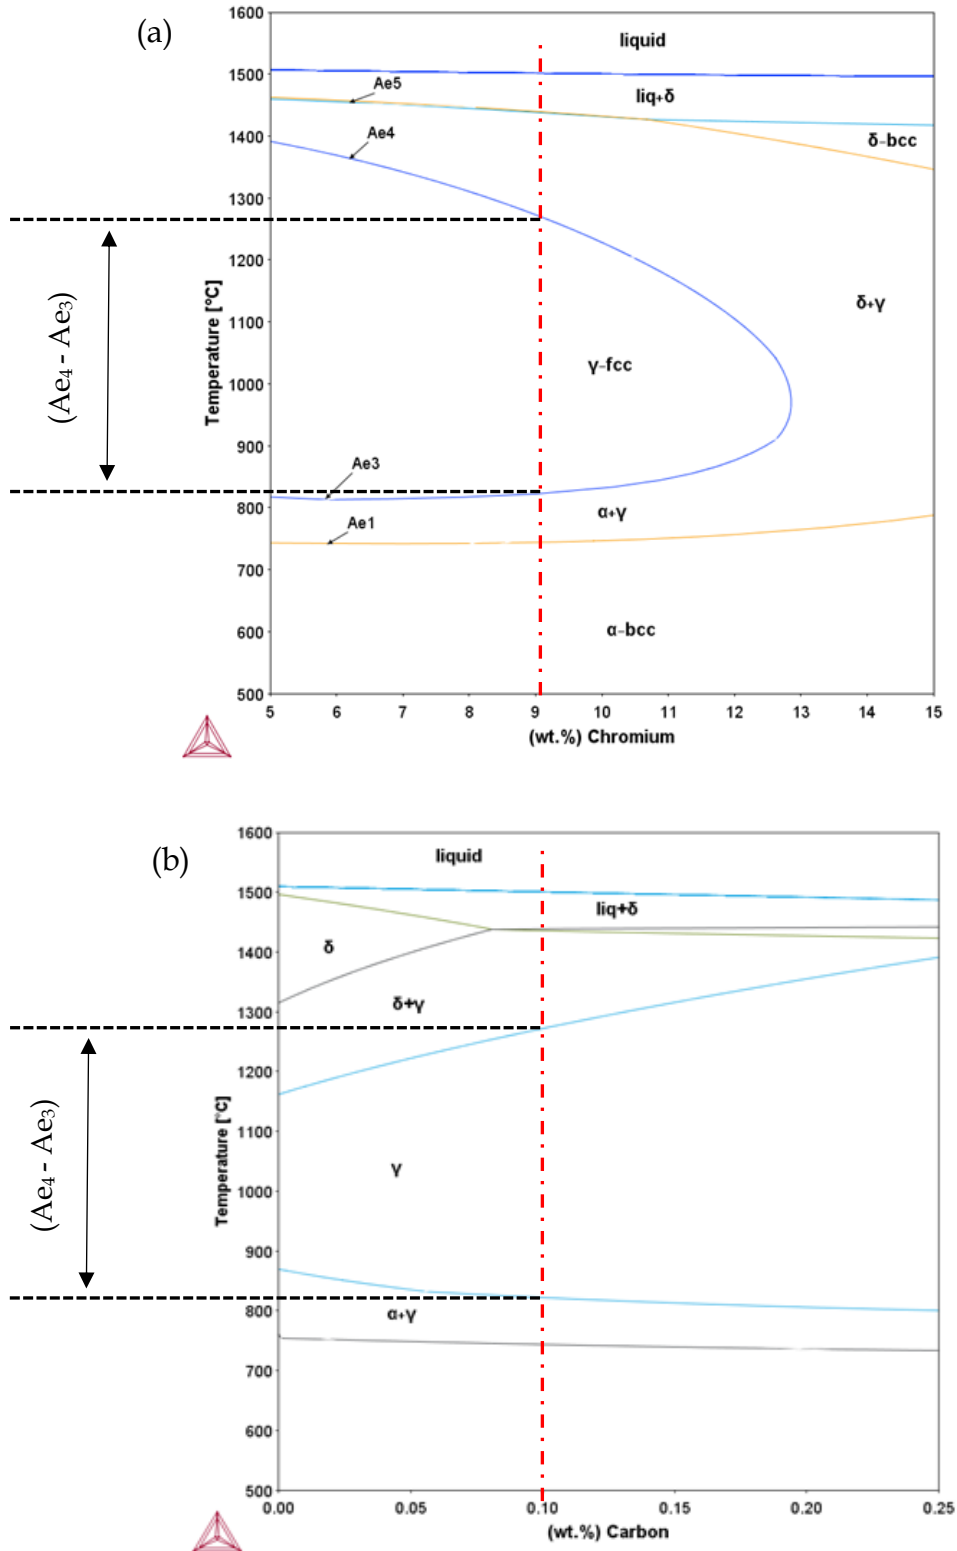 (a)
1600
liquid
1500
Ae5
liq+δ
1400
Ae4
δ-bcc
1300
1200
δ+γ
1100
(Ae4 - Ae3)
Temperature [°C]
γ-fcc
1000
900
Ae3
800
α+γ
Ae1
700
α-bcc
600
500
5 6 7 8 9 10 11 12 13 14 15
(wt.%) Chromium
(b)
1600
liquid
1500
liq+δ
δ
1400
δ+γ
1300
1200
1100
(Ae4 - Ae3)
Temperature [°C]
γ
1000
900
800
α+γ
700
600
500
0.00 0.05 0.10 0.15 0.20 0.25
(wt.%) Carbon